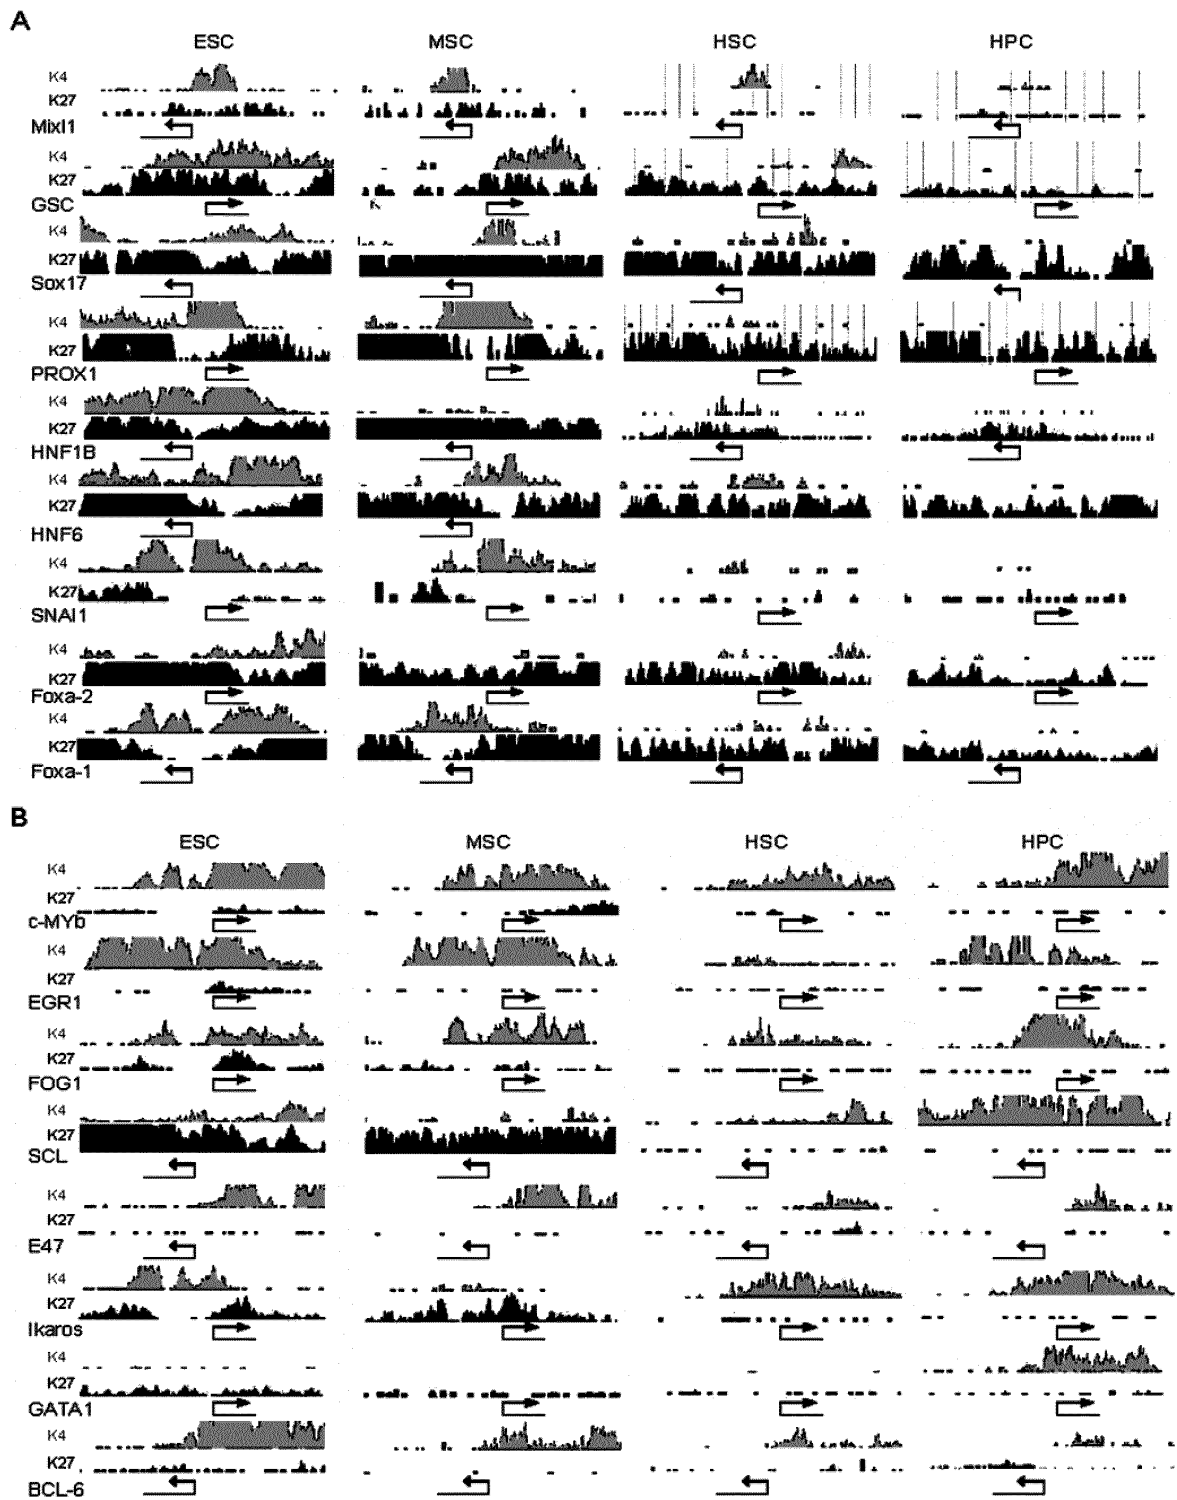 A
ESC MSC HSC HPC
K4
K27
Mixl1
K4
K27
GSC
K4
K27
Sox17
K4
K27
PROX1
K4
K27
HNF1B
K4
K27
HNF6
K4
K27
SNAI1
K4
K27
Foxa-2
K4
K27
Foxa-1
B
ESC MSC HSC HPC
K4
K27
c-MYb
K4
K27
EGR1
K4
K27
FOG1
K4
K27
SCL
K4
K27
E47
K4
K27
Ikaros
K4
K27
GATA1
K4
K27
BCL-6